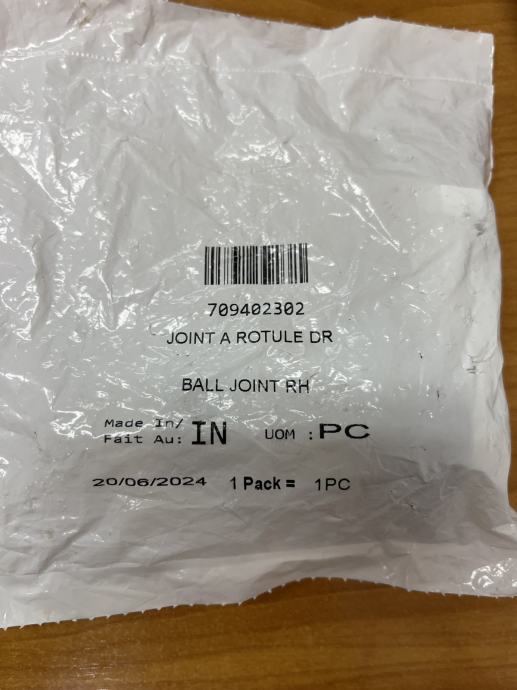 709402302
JOINT A ROTULE DR
BALL JOINT RH
Made In/
Fait Au: IN UOM : PC
20/06/2024 1 Pack = 1PC